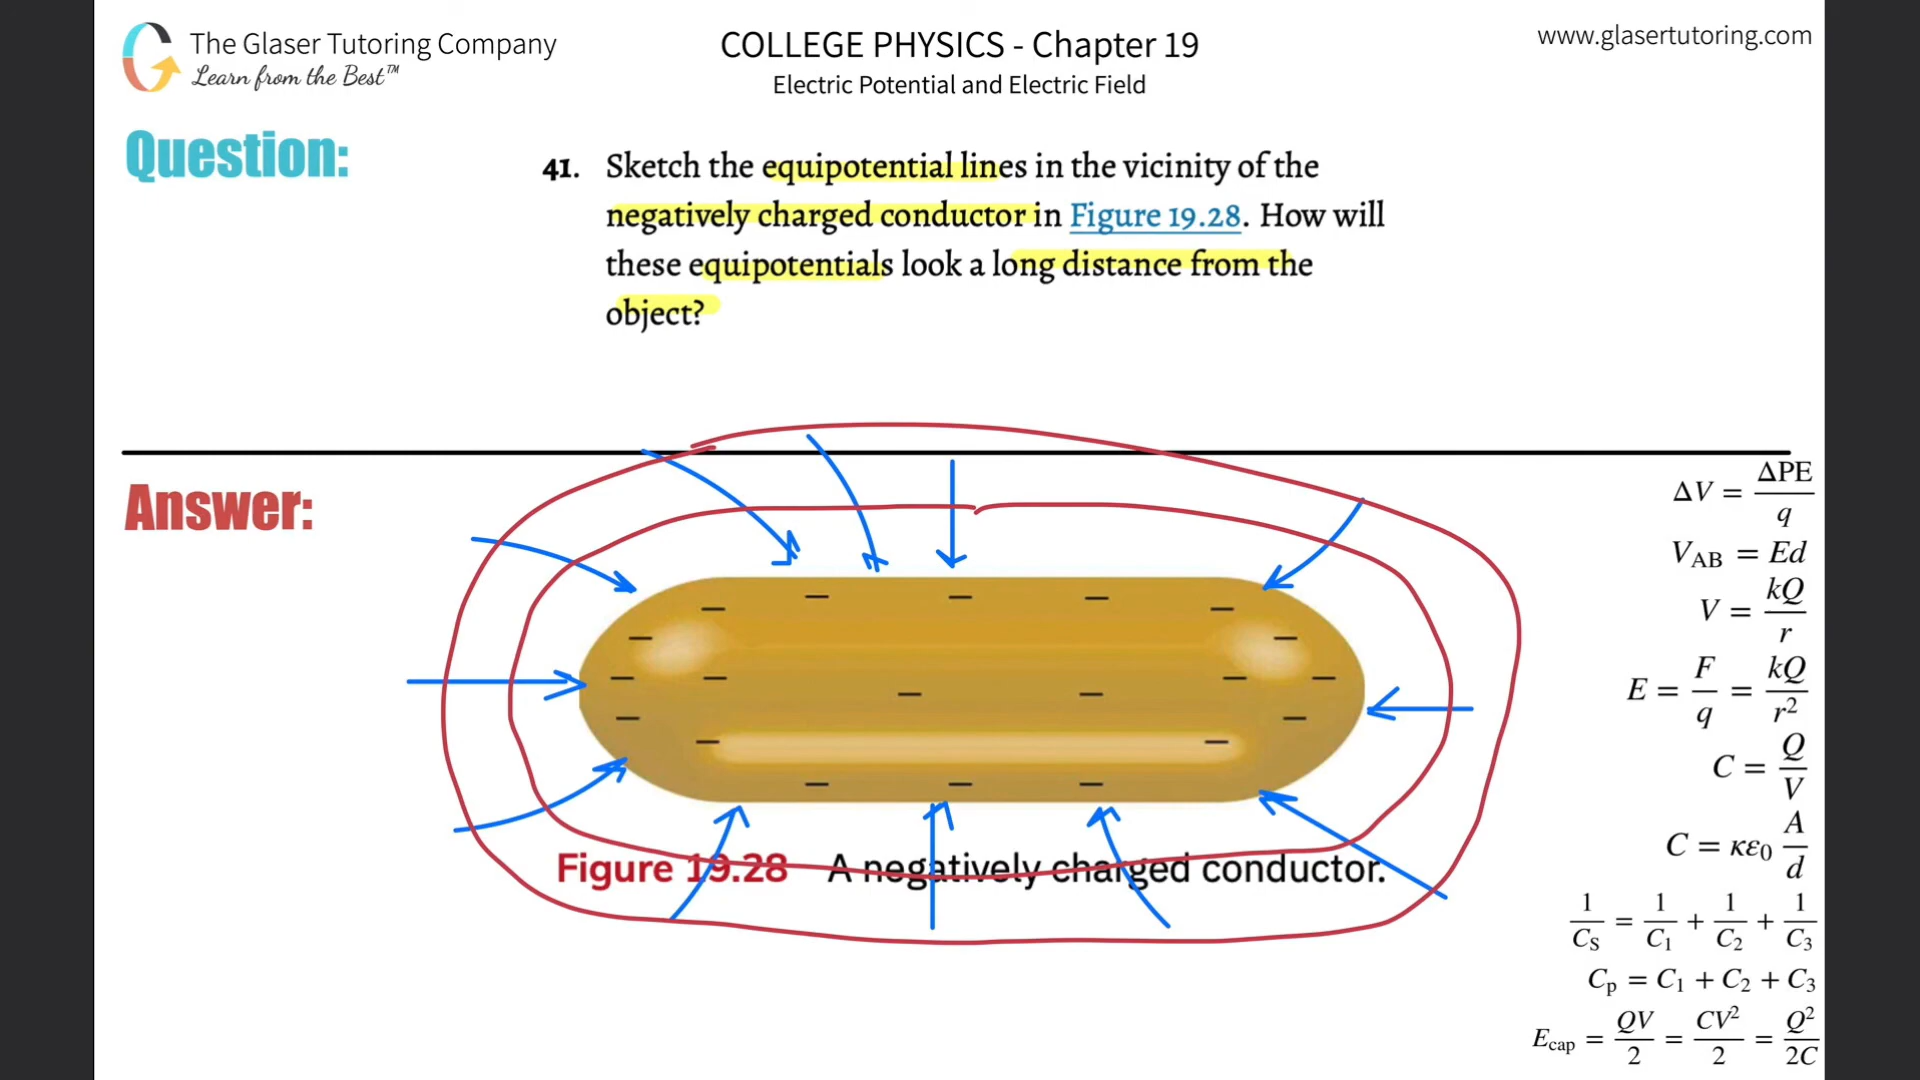 The Glaser Tutoring Company
Learn from the Best™
COLLEGE PHYSICS - Chapter 19
Electric Potential and Electric Field
www.glasertutoring.com
Question:
41. Sketch the equipotential lines in the vicinity of the
negatively charged conductor in Figure 19.28. How will
these equipotentials look a long distance from the
object?
Answer:
Figure 19.28 A negatively charged conductor.
ΔV = ΔPE/q
V_AB = Ed
V = kQ/r
E = F/q = kQ/r²
C = Q/V
C = κε₀ A/d
1/C_S = 1/C₁ + 1/C₂ + 1/C₃
C_p = C₁ + C₂ + C₃
E_cap = QV/2 = CV²/2 = Q²/2C